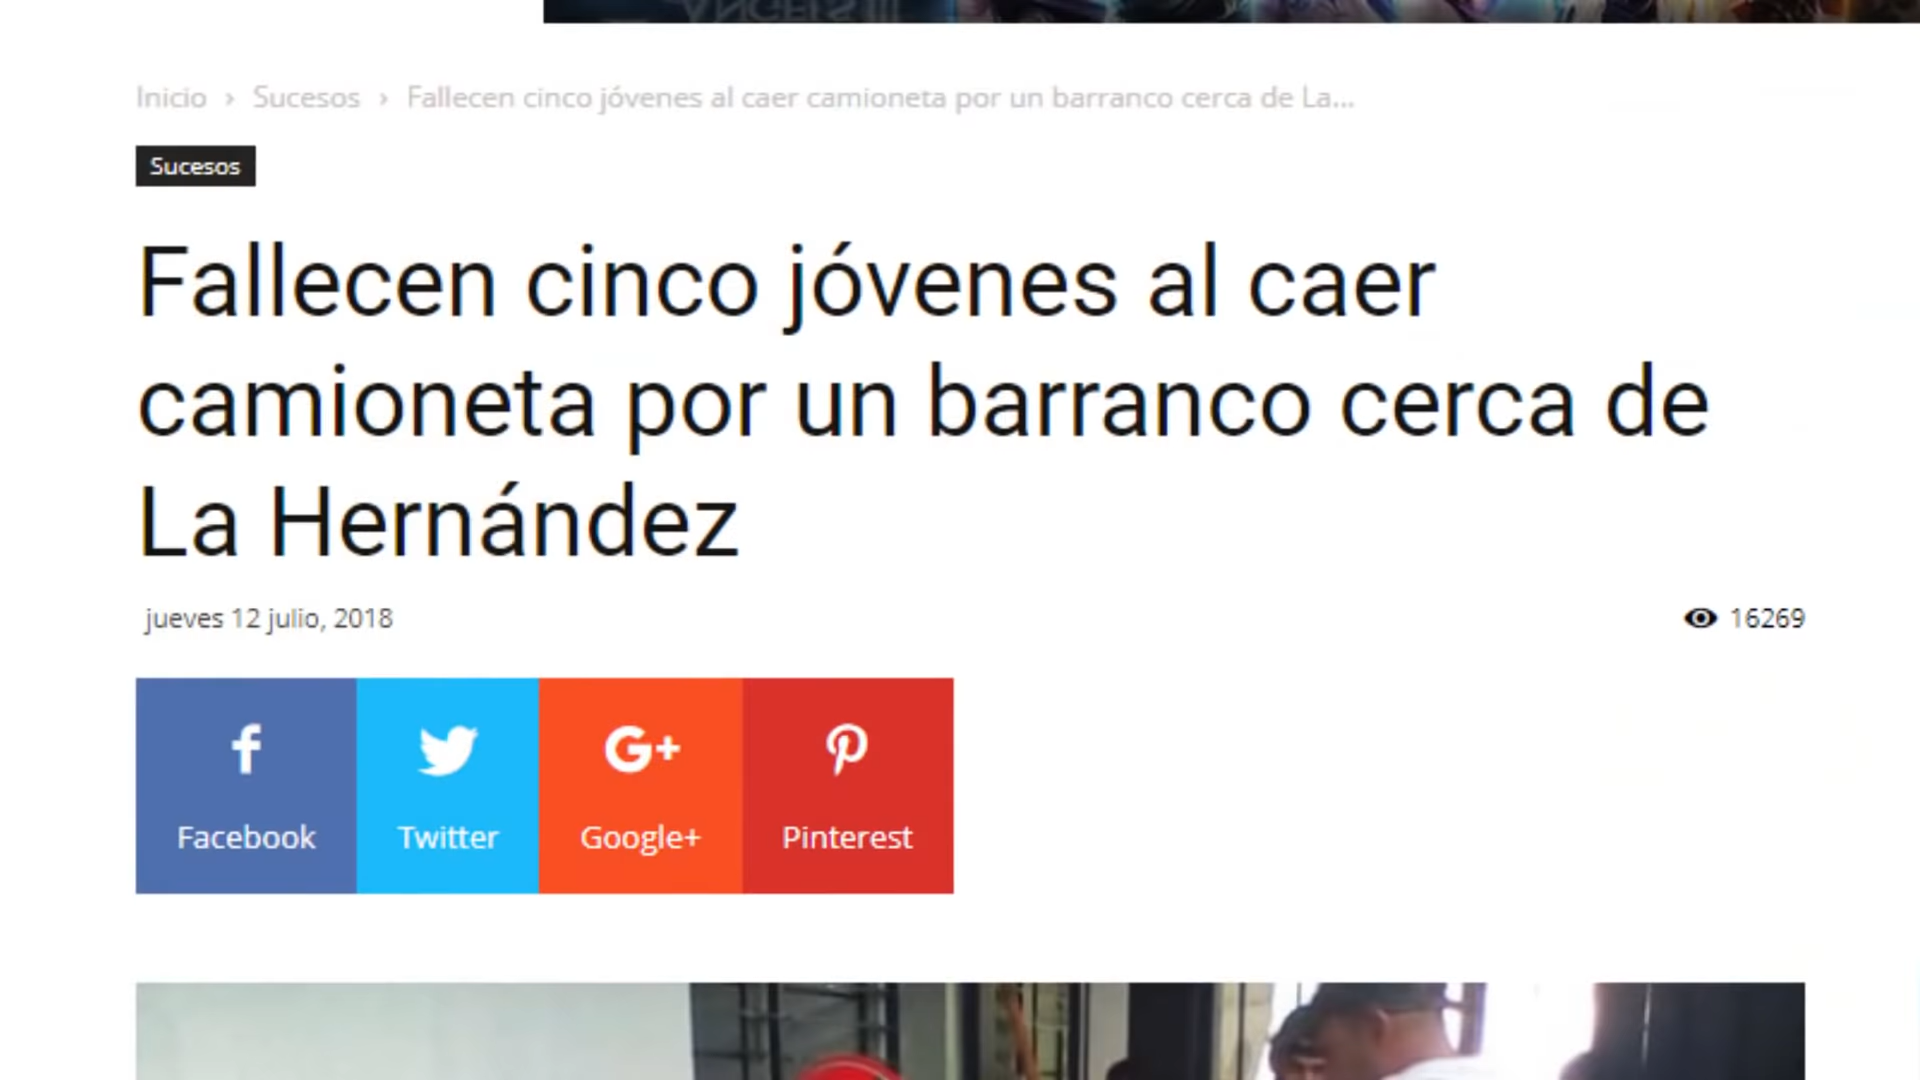 Inicio › Sucesos › Fallecen cinco jóvenes al caer camioneta por un barranco cerca de La...
Sucesos
Fallecen cinco jóvenes al caer
camioneta por un barranco cerca de
La Hernández
jueves 12 julio, 2018
16269
f
G+
Facebook
Twitter
Google+
Pinterest